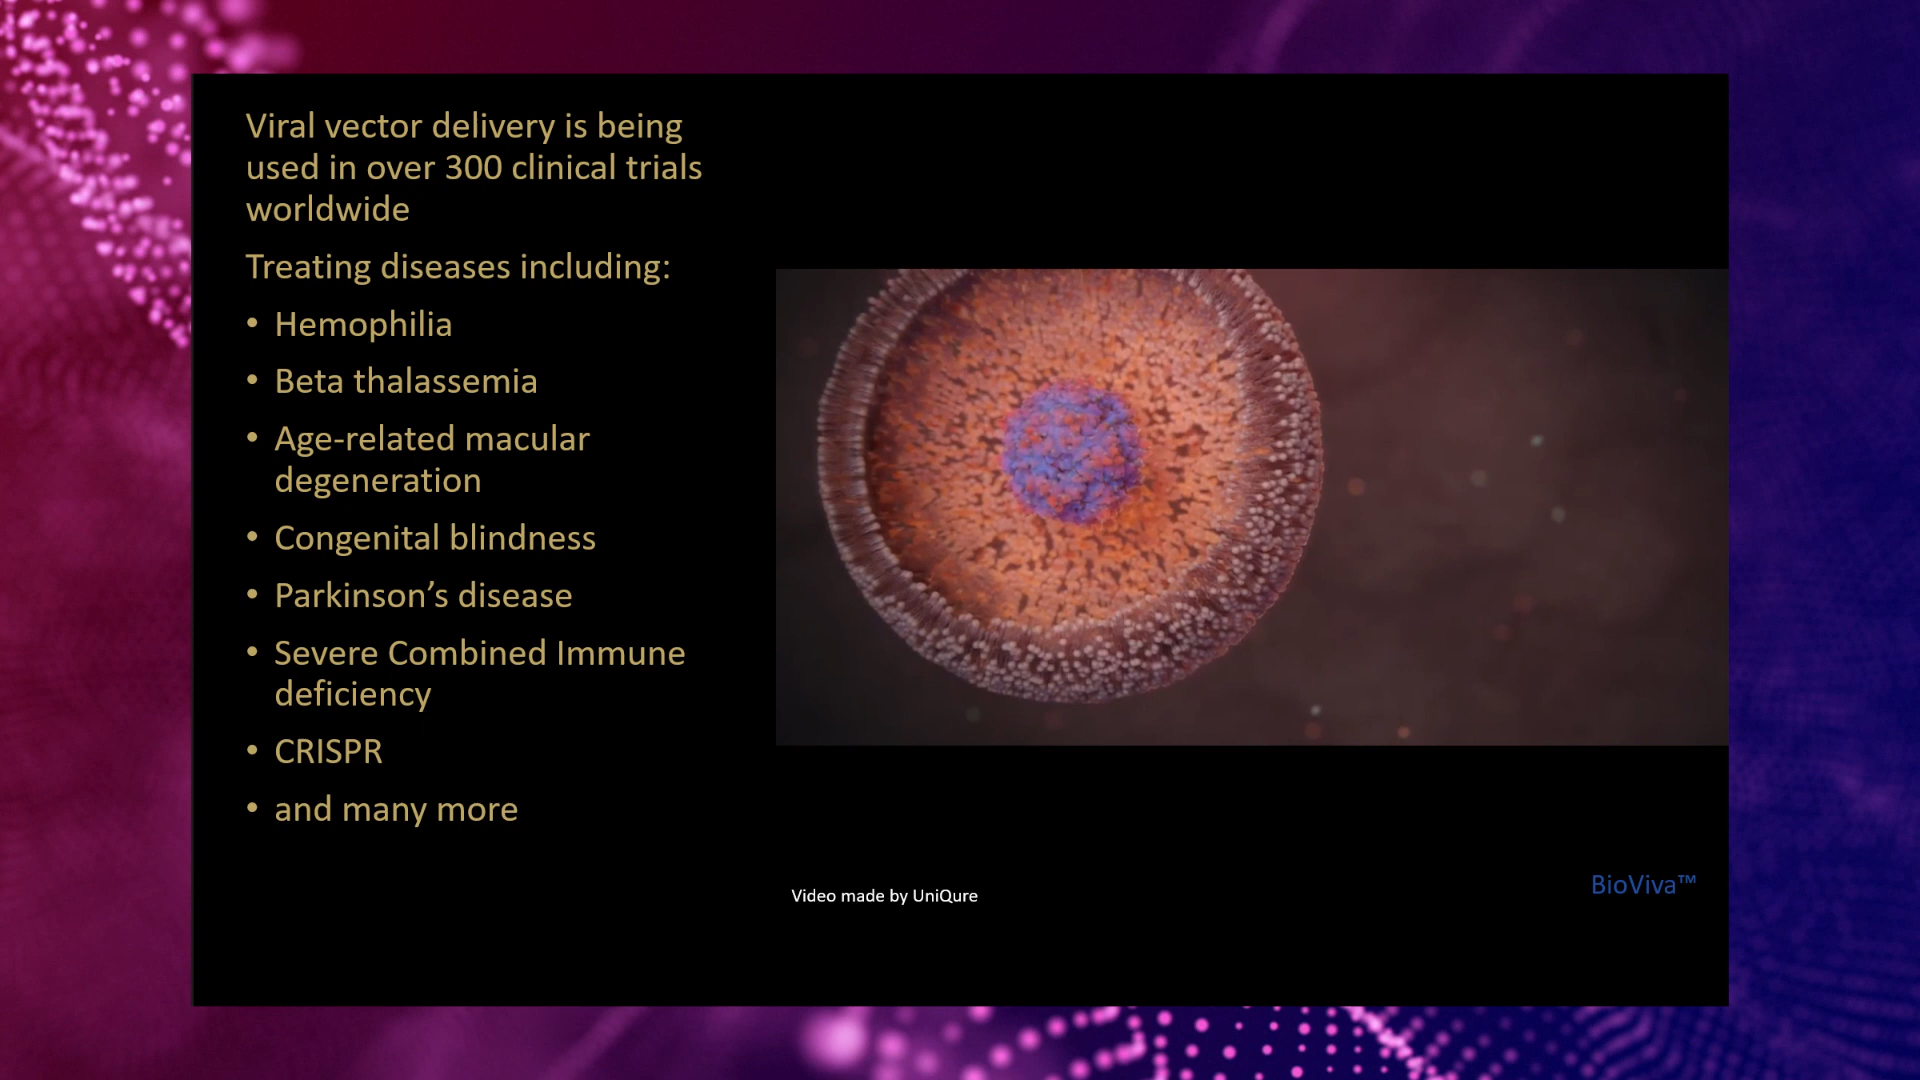 Viral vector delivery is being
used in over 300 clinical trials
worldwide
Treating diseases including:
• Hemophilia
• Beta thalassemia
• Age-related macular
degeneration
• Congenital blindness
• Parkinson’s disease
• Severe Combined Immune
deficiency
• CRISPR
• and many more
Video made by UniQure
BioViva™